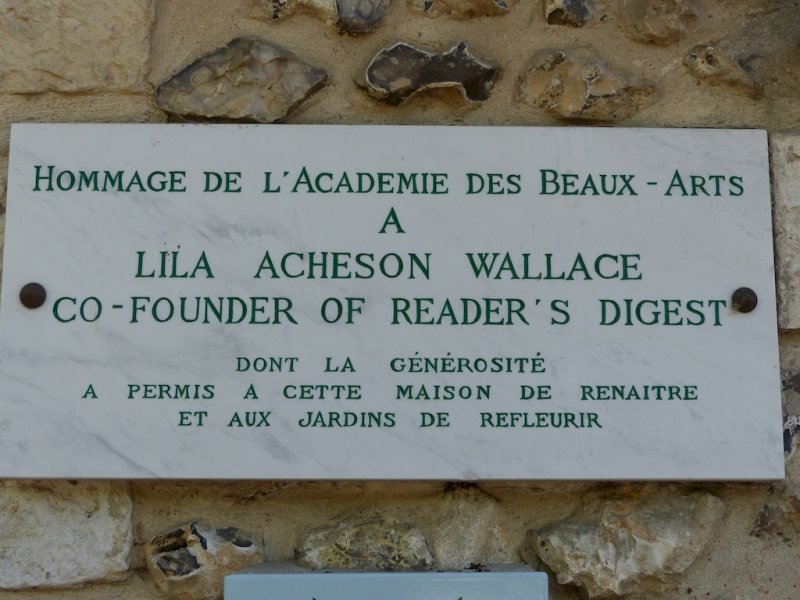 HOMMAGE DE L'ACADEMIE DES BEAUX-ARTS
A
LILA ACHESON WALLACE
CO-FOUNDER OF READER'S DIGEST
DONT LA GÉNÉROSITÉ
A PERMIS A CETTE MAISON DE RENAITRE
ET AUX JARDINS DE REFLEURIR